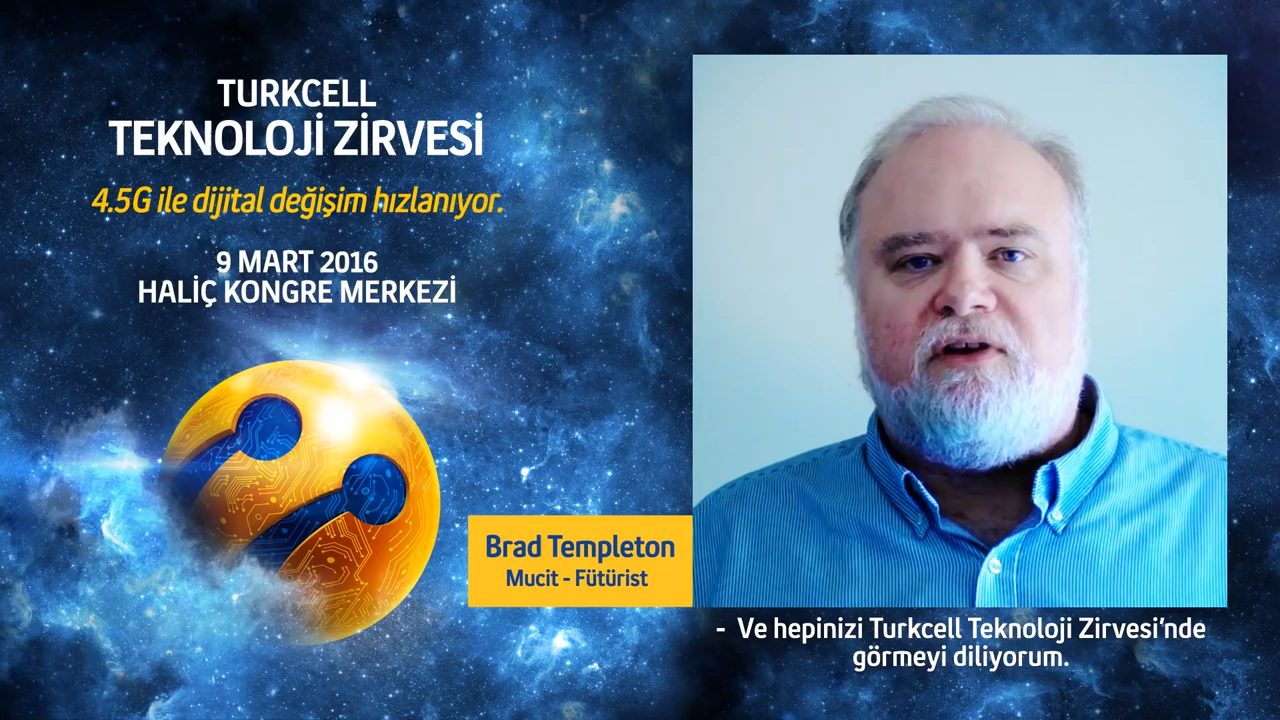 TURKCELL
TEKNOLOJİ ZİRVESİ
4.5G ile dijital değişim hızlanıyor.
9 MART 2016
HALİÇ KONGRE MERKEZİ
Brad Templeton
Mucit - Fütürist
- Ve hepinizi Turkcell Teknoloji Zirvesi'nde
görmeyi diliyorum.